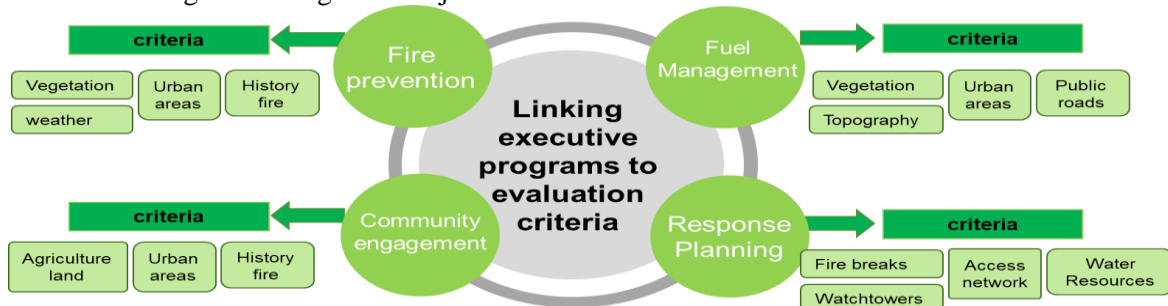 criteria
Fire
prevention
Vegetation
weather
Urban
areas
History
fire
Fuel
Management
criteria
Vegetation
Topography
Urban
areas
Public
roads
Linking
executive
programs to
evaluation
criteria
criteria
Community
engagement
Agriculture
land
Urban
areas
History
fire
Response
Planning
criteria
Fire breaks
Watchtowers
Access
network
Water
Resources